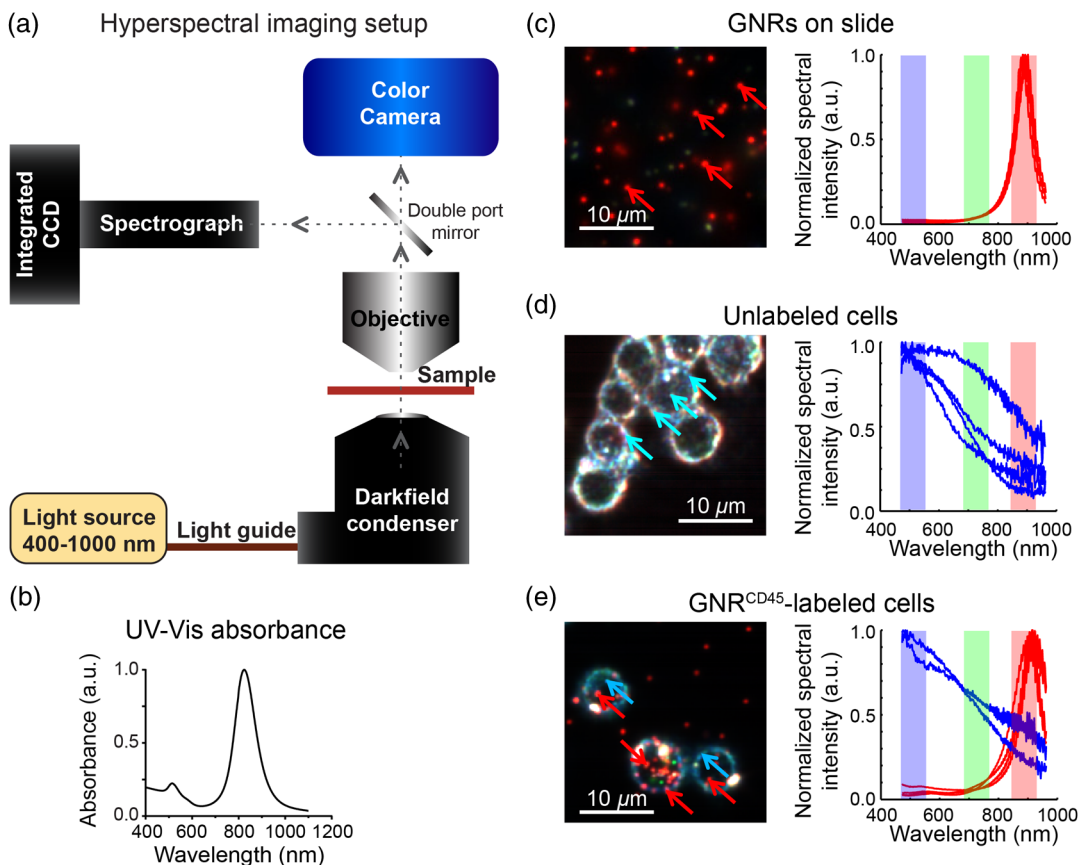 (a)
Hyperspectral imaging setup
Color
Camera
Integrated
CCD
Spectrograph
Double port
mirror
Objective
Sample
Darkfield
condenser
Light source
400-1000 nm
Light guide
(b)
UV-Vis absorbance
Absorbance (a.u.)
1.0
0.5
0.0
400 600 800 1000 1200
Wavelength (nm)
(c)
GNRs on slide
10 µm
Normalized spectral
intensity (a.u.)
1.0
0.5
0.0
400 600 800 1000
Wavelength (nm)
(d)
Unlabeled cells
10 µm
Normalized spectral
intensity (a.u.)
1.0
0.5
0
400 600 800 1000
Wavelength (nm)
(e)
GNR^CD45-labeled cells
10 µm
Normalized spectral
intensity (a.u.)
1.0
0.5
0
400 600 800 1000
Wavelength (nm)